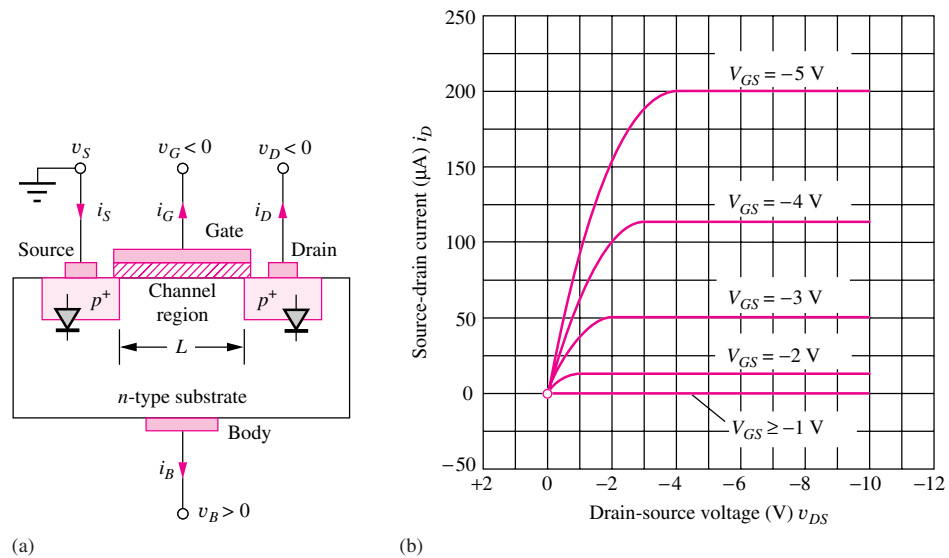 v_S
v_G < 0
v_D < 0
i_S
i_G
i_D
Gate
Source
Drain
p+
Channel
region
p+
L
n-type substrate
Body
i_B
v_B > 0
(a)
Source-drain current (μA) i_D
250
200
150
100
50
0
−50
V_GS = −5 V
V_GS = −4 V
V_GS = −3 V
V_GS = −2 V
V_GS ≥ −1 V
+2 0 −2 −4 −6 −8 −10 −12
Drain-source voltage (V) v_DS
(b)